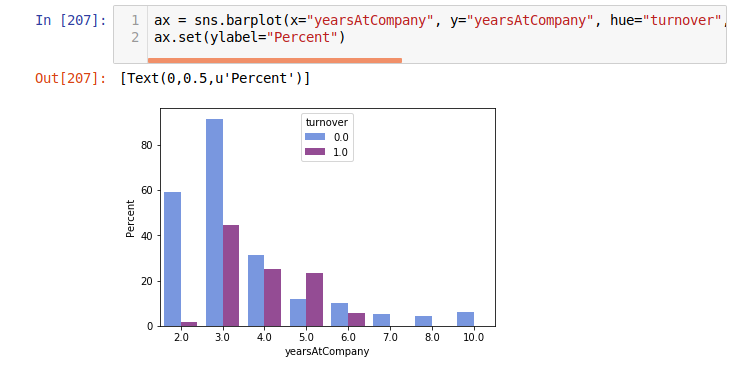 In [207]: 1 ax = sns.barplot(x="yearsAtCompany", y="yearsAtCompany", hue="turnover",
2 ax.set(ylabel="Percent")
Out[207]: [Text(0,0.5,u'Percent')]
turnover
0.0
1.0
80
60
40
20
0
Percent
2.0 3.0 4.0 5.0 6.0 7.0 8.0 10.0
yearsAtCompany